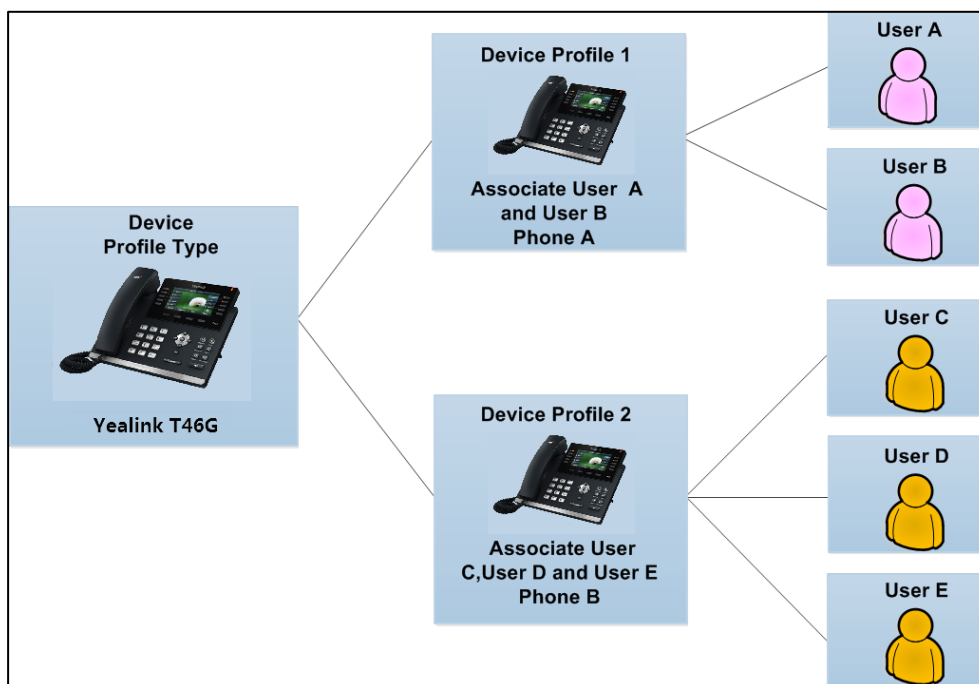 Device
Profile Type
Yealink T46G
Device Profile 1
Associate User A
and User B
Phone A
Device Profile 2
Associate User
C,User D and User E
Phone B
User A
User B
User C
User D
User E